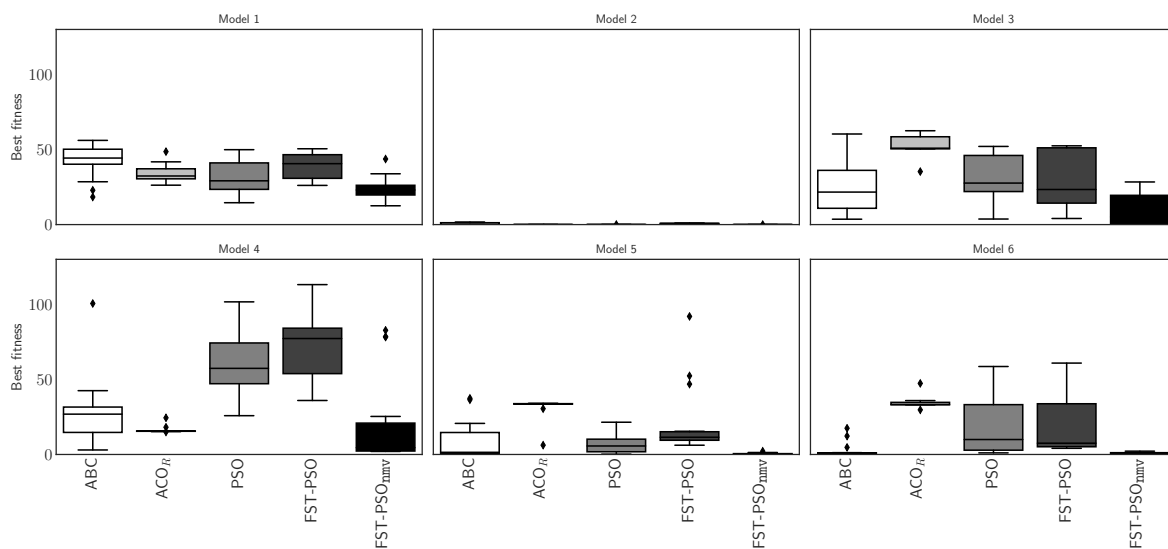 Model 1
Model 2
Model 3
Best fitness
100
50
0
Model 4
Model 5
Model 6
Best fitness
100
50
0
ABC
ACO_R
PSO
FST-PSO
FST-PSO_nmv
ABC
ACO_R
PSO
FST-PSO
FST-PSO_nmv
ABC
ACO_R
PSO
FST-PSO
FST-PSO_nmv